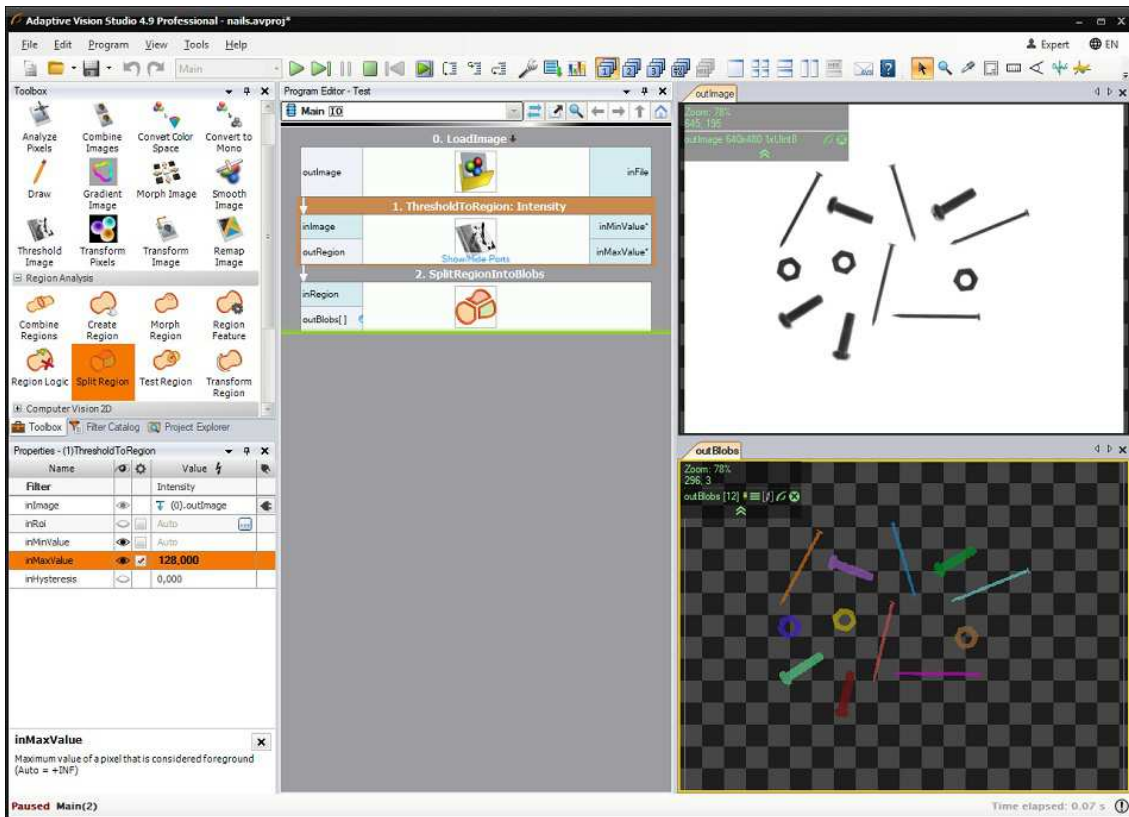 Adaptive Vision Studio 4.9 Professional - nails.avproj*
File Edit Program View Tools Help
Expert EN
Main
Toolbox
Analyze Pixels
Combine Images
Convert Color Space
Convert to Mono
Draw
Gradient Image
Morph Image
Smooth Image
Threshold Image
Transform Pixels
Transform Image
Remap Image
Region Analysis
Combine Regions
Create Region
Morph Region
Region Feature
Region Logic
Split Region
Test Region
Transform Region
Computer Vision 2D
Toolbox Filter Catalog Project Explorer
Properties - (1)ThresholdToRegion
Name Value
Filter Intensity
inImage (0).outImage
inRoi Auto
inMinValue Auto
inMaxValue 128,000
inHysteresis 0,000
inMaxValue
Maximum value of a pixel that is considered foreground
(Auto = +INF)
Program Editor - Test
Main
0. LoadImage
outImage inFile
1. ThresholdToRegion: Intensity
inImage inMinValue*
outRegion inMaxValue*
Show/Hide Ports
2. SplitRegionIntoBlobs
inRegion
outBlobs[]
outImage
Zoom: 78%
645, 195
outImage 640x480 1xUInt8
outBlobs
Zoom: 78%
296, 3
outBlobs [12]
Paused Main(2)
Time elapsed: 0.07 s